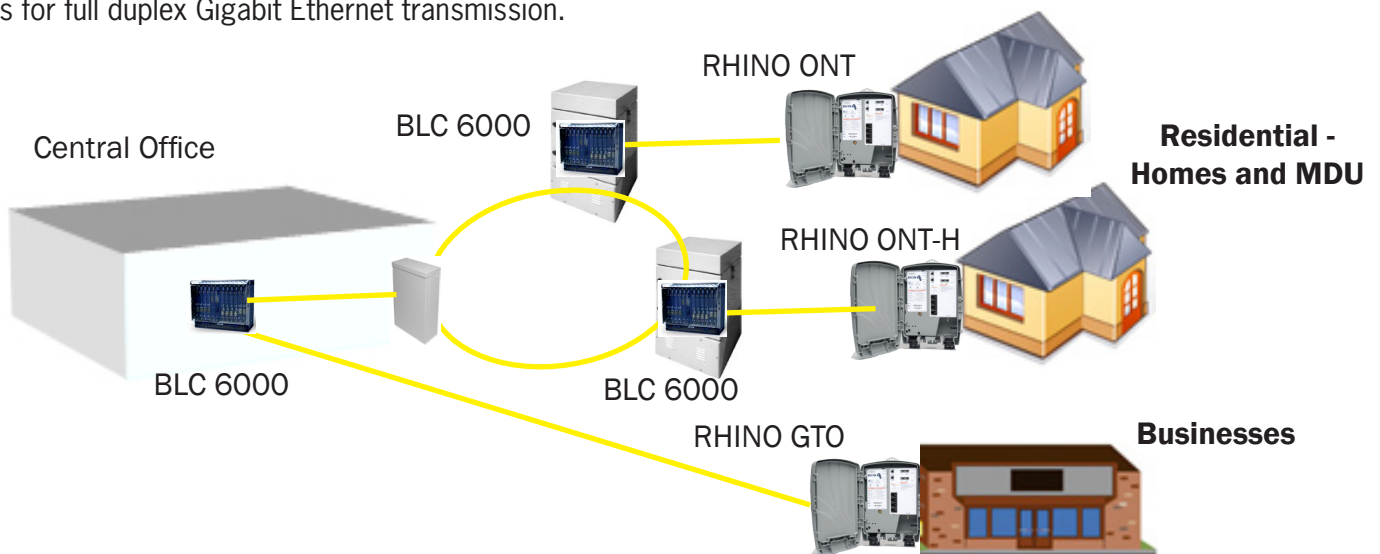 s for full duplex Gigabit Ethernet transmission.
RHINO ONT
BLC 6000
Central Office
Residential -
Homes and MDU
RHINO ONT-H
BLC 6000
BLC 6000
RHINO GTO
Businesses